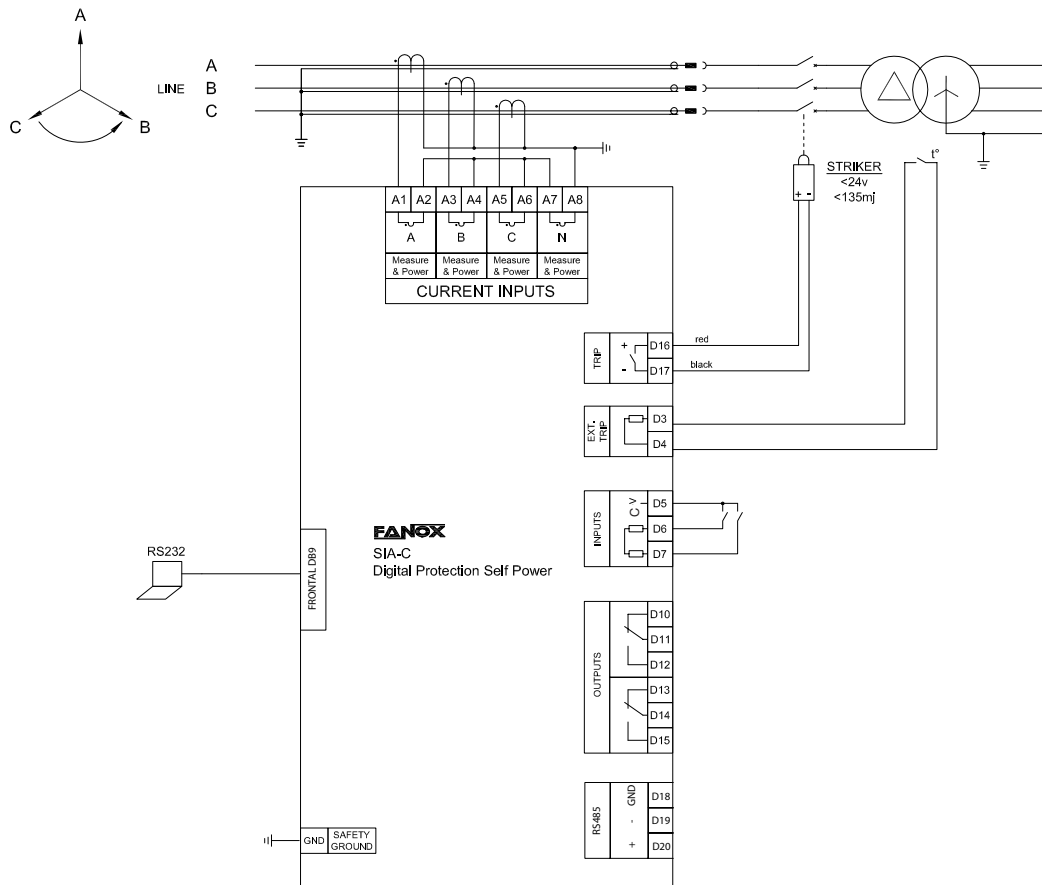 A
C
B
LINE
A
B
C
t°
STRIKER
<24v
<135mj
+ -
A1 A2 A3 A4 A5 A6 A7 A8
A B C N
Measure & Power
Measure & Power
Measure & Power
Measure & Power
CURRENT INPUTS
TRIP
+
-
D16
D17
red
black
EXT. TRIP
D3
D4
INPUTS
V
C
D5
D6
D7
FANOX
SIA-C
Digital Protection Self Power
RS232
FRONTAL DB9
OUTPUTS
D10
D11
D12
D13
D14
D15
RS485
GND
-
+
D18
D19
D20
GND
SAFETY
GROUND